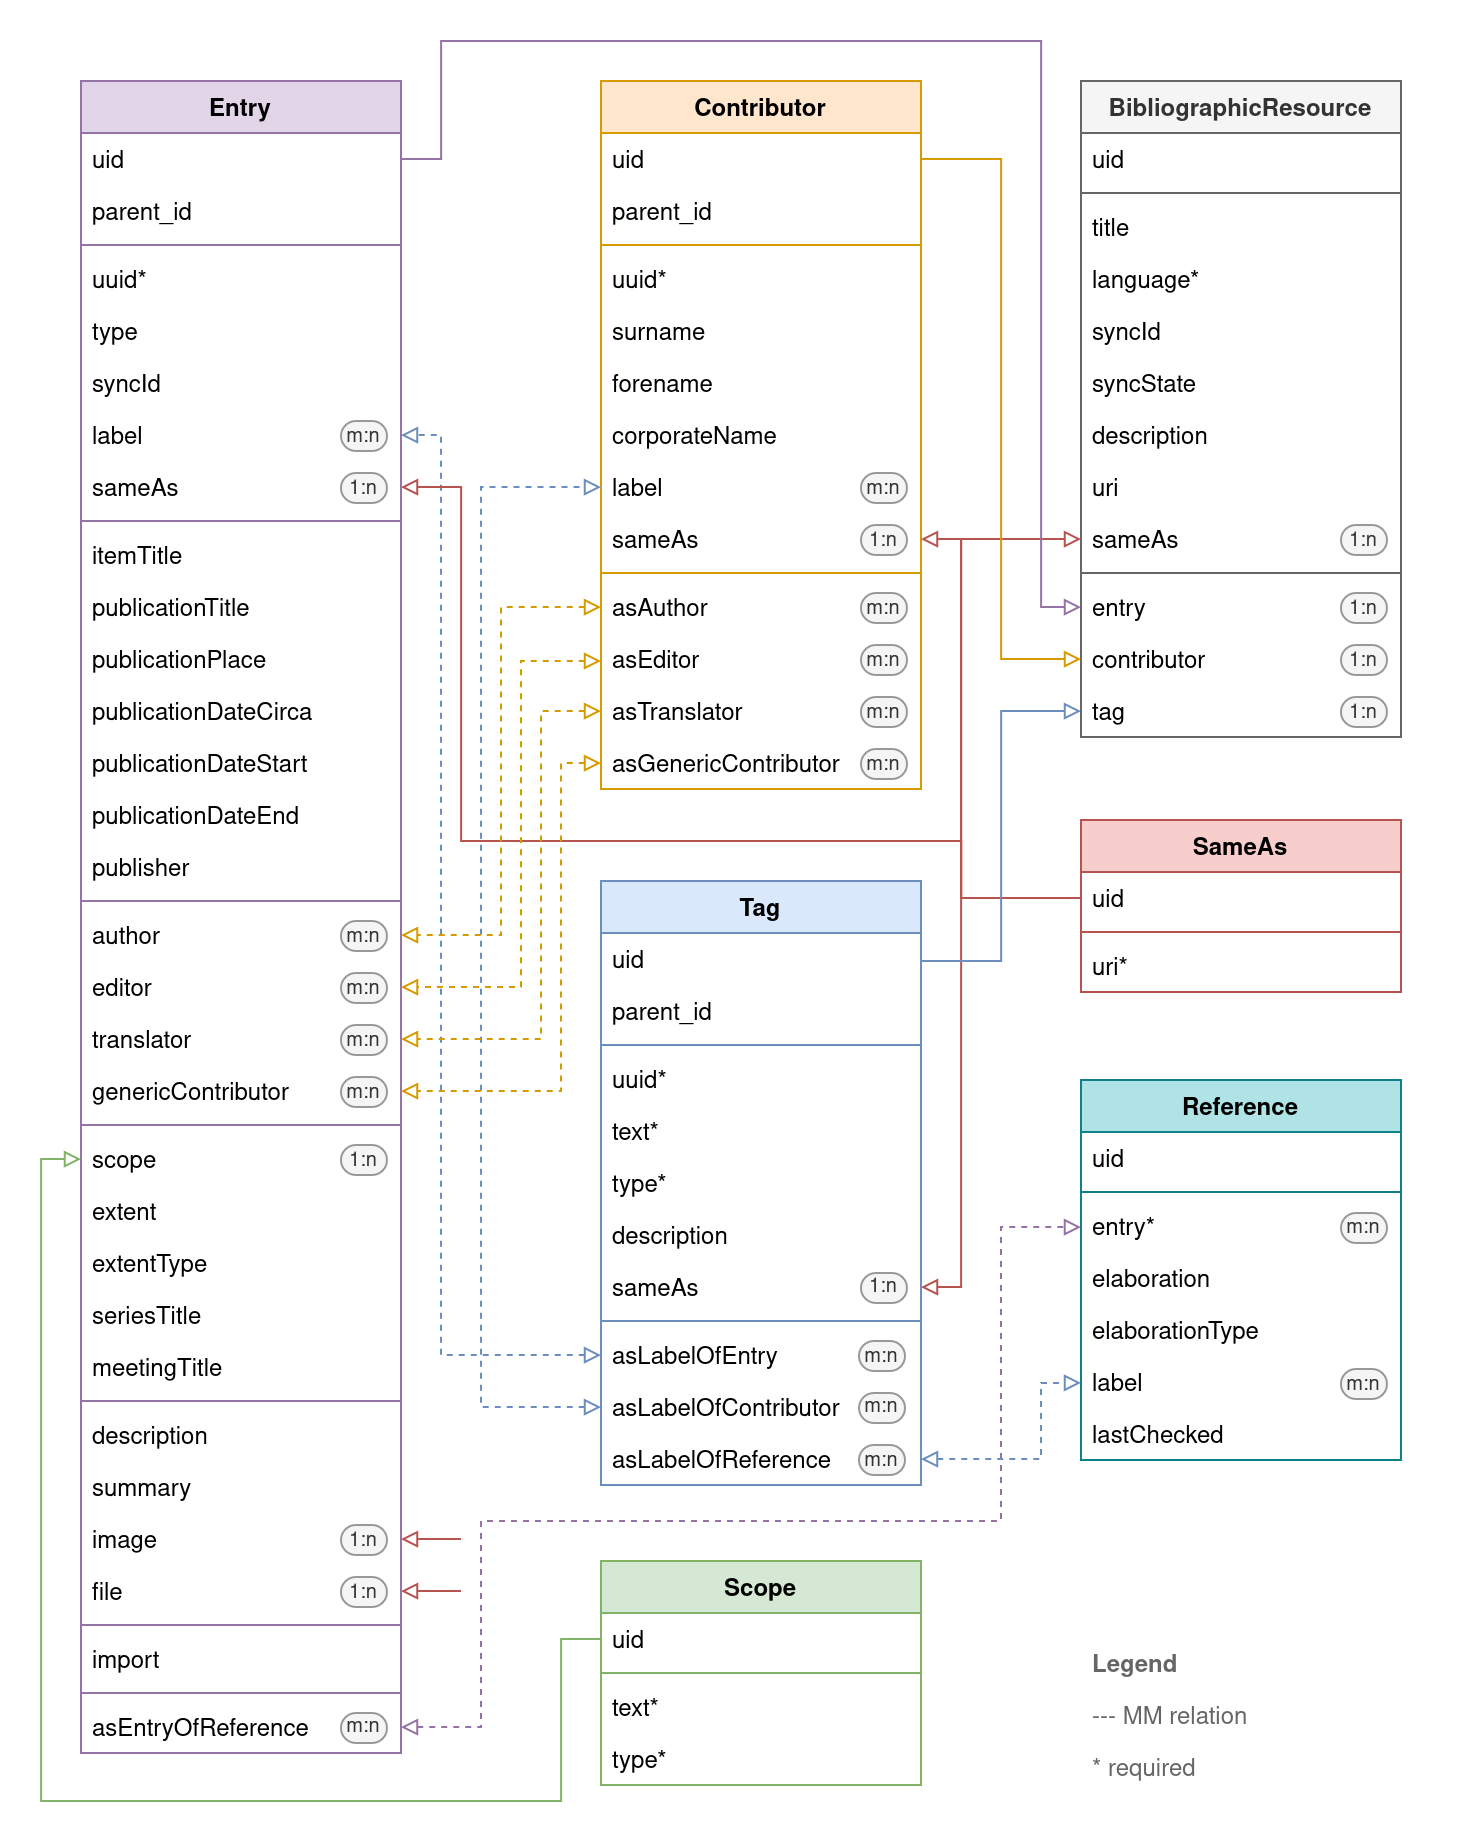 Entry
uid
parent_id
uuid*
type
syncId
label m:n
sameAs 1:n
itemTitle
publicationTitle
publicationPlace
publicationDateCirca
publicationDateStart
publicationDateEnd
publisher
author m:n
editor m:n
translator m:n
genericContributor m:n
scope 1:n
extent
extentType
seriesTitle
meetingTitle
description
summary
image 1:n
file 1:n
import
asEntryOfReference m:n
Contributor
uid
parent_id
uuid*
surname
forename
corporateName
label m:n
sameAs 1:n
asAuthor m:n
asEditor m:n
asTranslator m:n
asGenericContributor m:n
Tag
uid
parent_id
uuid*
text*
type*
description
sameAs 1:n
asLabelOfEntry m:n
asLabelOfContributor m:n
asLabelOfReference m:n
Scope
uid
text*
type*
BibliographicResource
uid
title
language*
syncId
syncState
description
uri
sameAs 1:n
entry 1:n
contributor 1:n
tag 1:n
SameAs
uid
uri*
Reference
uid
entry* m:n
elaboration
elaborationType
label m:n
lastChecked
Legend
--- MM relation
* required